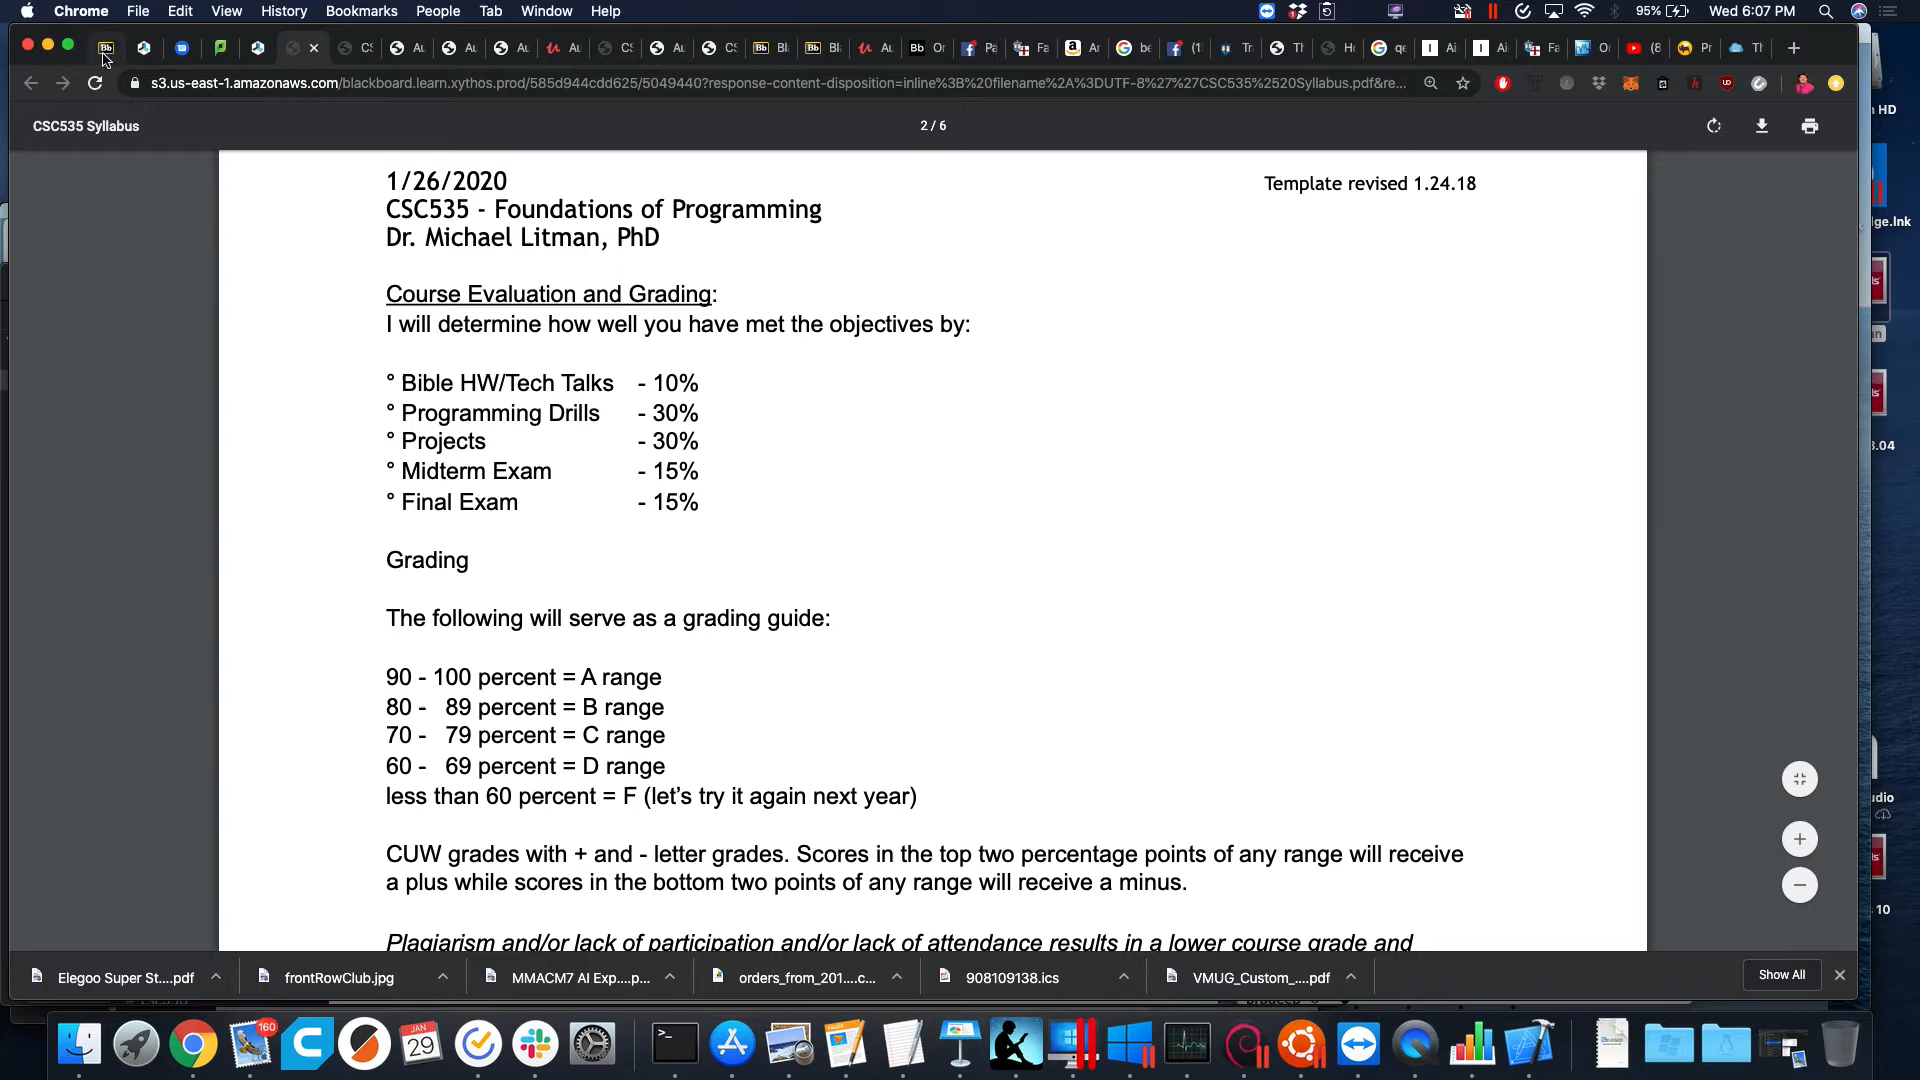 Chrome File Edit View History Bookmarks People Tab Window Help 95% Wed 6:07 PM
s3.us-east-1.amazonaws.com/blackboard.learn.xythos.prod/585d944cdd625/5049440?response-content-disposition=inline%3B%20filename%2A%3DUTF-8%27%27CSC535%2520Syllabus.pdf&re...
CSC535 Syllabus 2 / 6
1/26/2020 Template revised 1.24.18
CSC535 - Foundations of Programming
Dr. Michael Litman, PhD
Course Evaluation and Grading:
I will determine how well you have met the objectives by:
° Bible HW/Tech Talks - 10%
° Programming Drills - 30%
° Projects - 30%
° Midterm Exam - 15%
° Final Exam - 15%
Grading
The following will serve as a grading guide:
90 - 100 percent = A range
80 - 89 percent = B range
70 - 79 percent = C range
60 - 69 percent = D range
less than 60 percent = F (let's try it again next year)
CUW grades with + and - letter grades. Scores in the top two percentage points of any range will receive
a plus while scores in the bottom two points of any range will receive a minus.
Plagiarism and/or lack of participation and/or lack of attendance results in a lower course grade and
Elegoo Super St....pdf frontRowClub.jpg MMACM7 AI Exp....p... orders_from_201....c... 908109138.ics VMUG_Custom_....pdf Show All
160
JAN
29